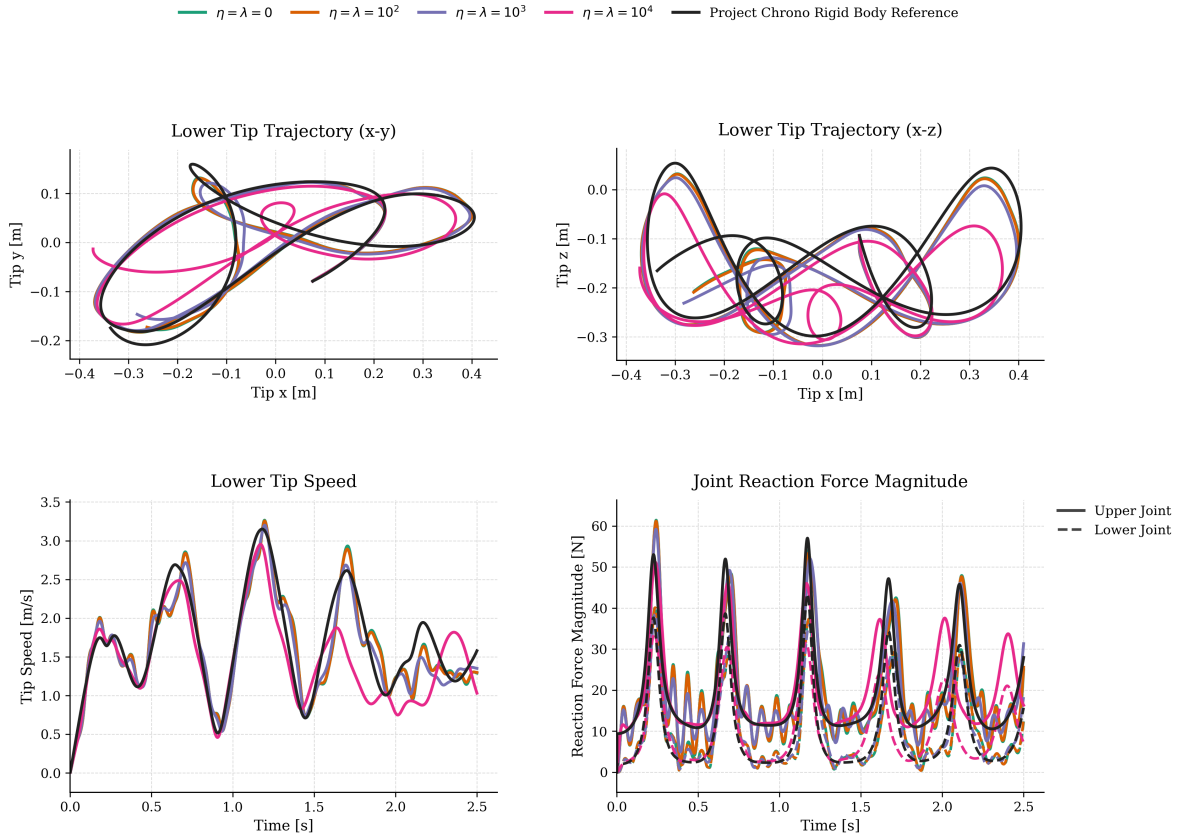 η = λ = 0
η = λ = 10²
η = λ = 10³
η = λ = 10⁴
Project Chrono Rigid Body Reference
Lower Tip Trajectory (x-y)
Tip y [m]
0.1
0.0
−0.1
−0.2
−0.4
−0.3
−0.2
−0.1
0.0
0.1
0.2
0.3
0.4
Tip x [m]
Lower Tip Trajectory (x-z)
Tip z [m]
0.0
−0.1
−0.2
−0.3
−0.4
−0.3
−0.2
−0.1
0.0
0.1
0.2
0.3
0.4
Tip x [m]
Lower Tip Speed
Tip Speed [m/s]
3.5
3.0
2.5
2.0
1.5
1.0
0.5
0.0
0.0
0.5
1.0
1.5
2.0
2.5
Time [s]
Joint Reaction Force Magnitude
Reaction Force Magnitude [N]
60
50
40
30
20
10
0
0.0
0.5
1.0
1.5
2.0
2.5
Time [s]
Upper Joint
Lower Joint